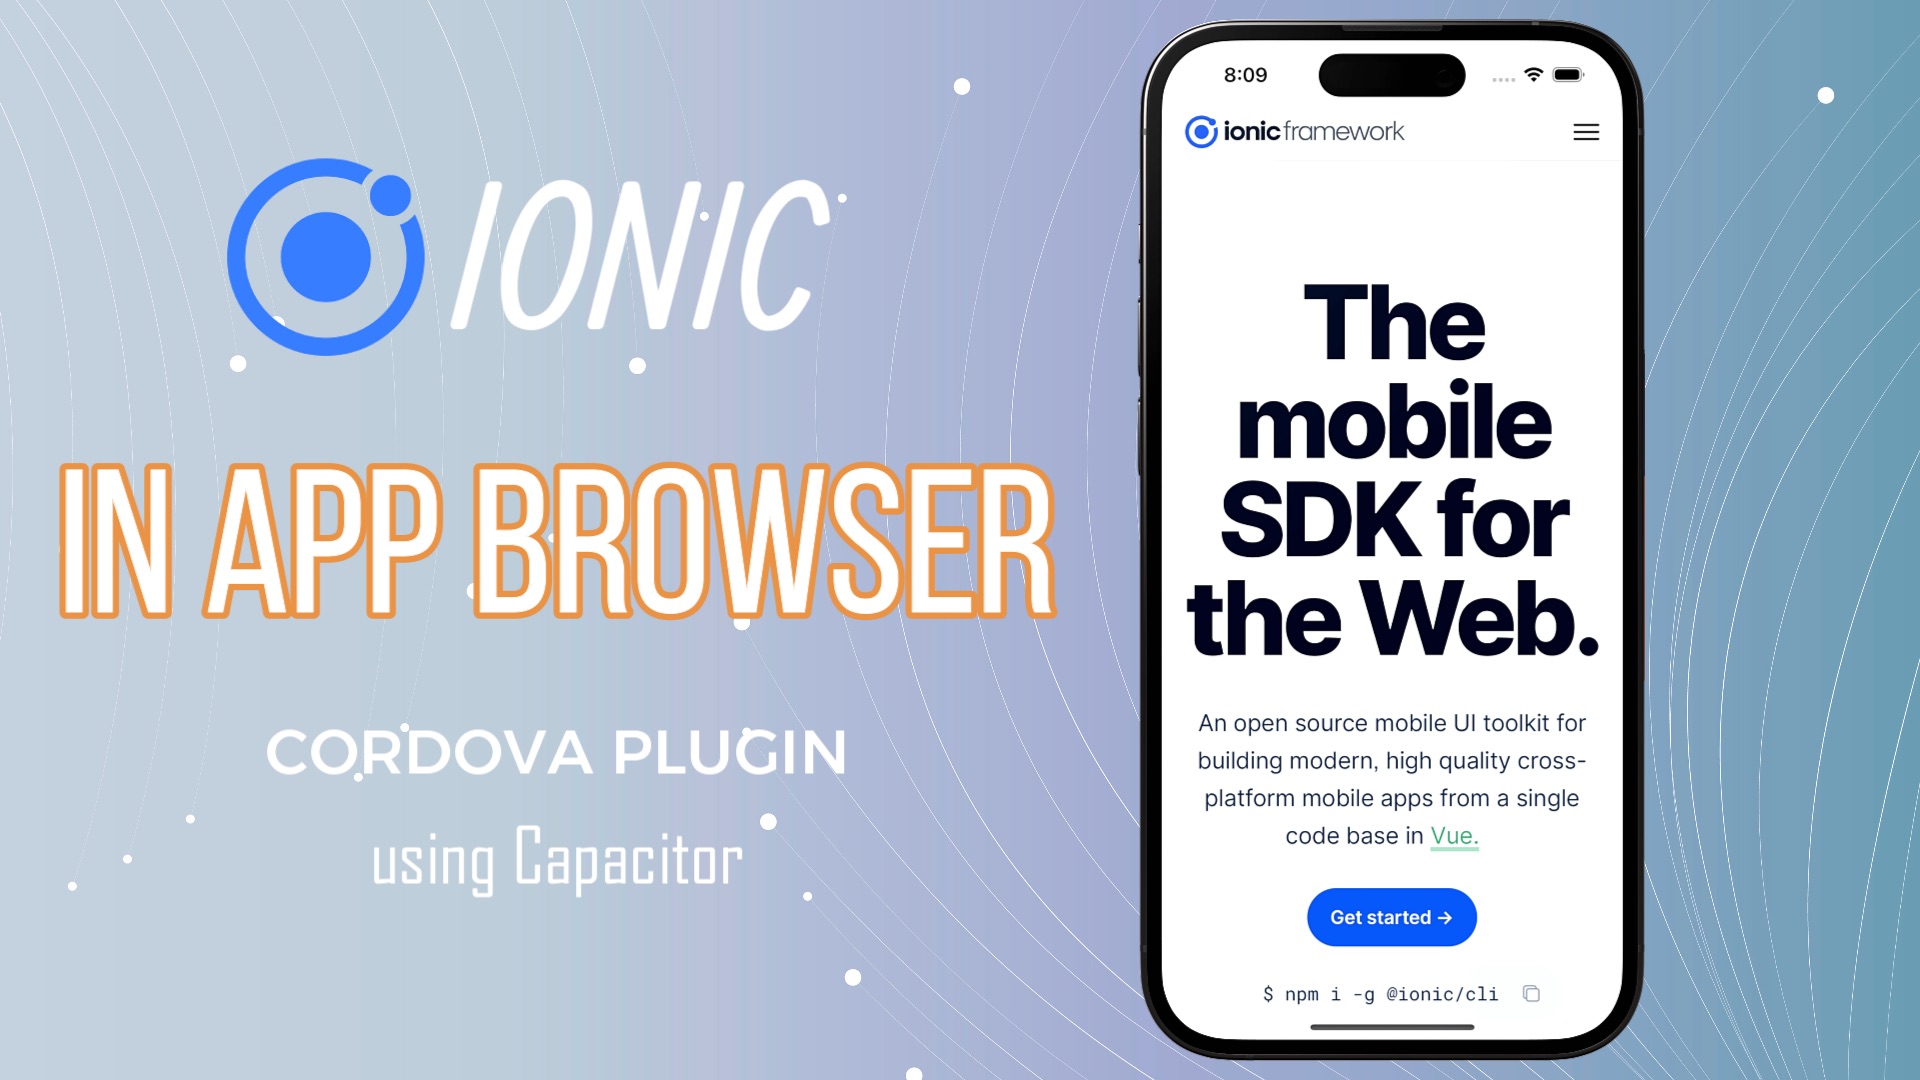 IONIC
IN APP BROWSER
CORDOVA PLUGIN
using Capacitor
8:09
ionic framework
The
mobile
SDK for
the Web.
An open source mobile UI toolkit for
building modern, high quality cross-
platform mobile apps from a single
code base in Vue.
Get started →
$ npm i -g @ionic/cli